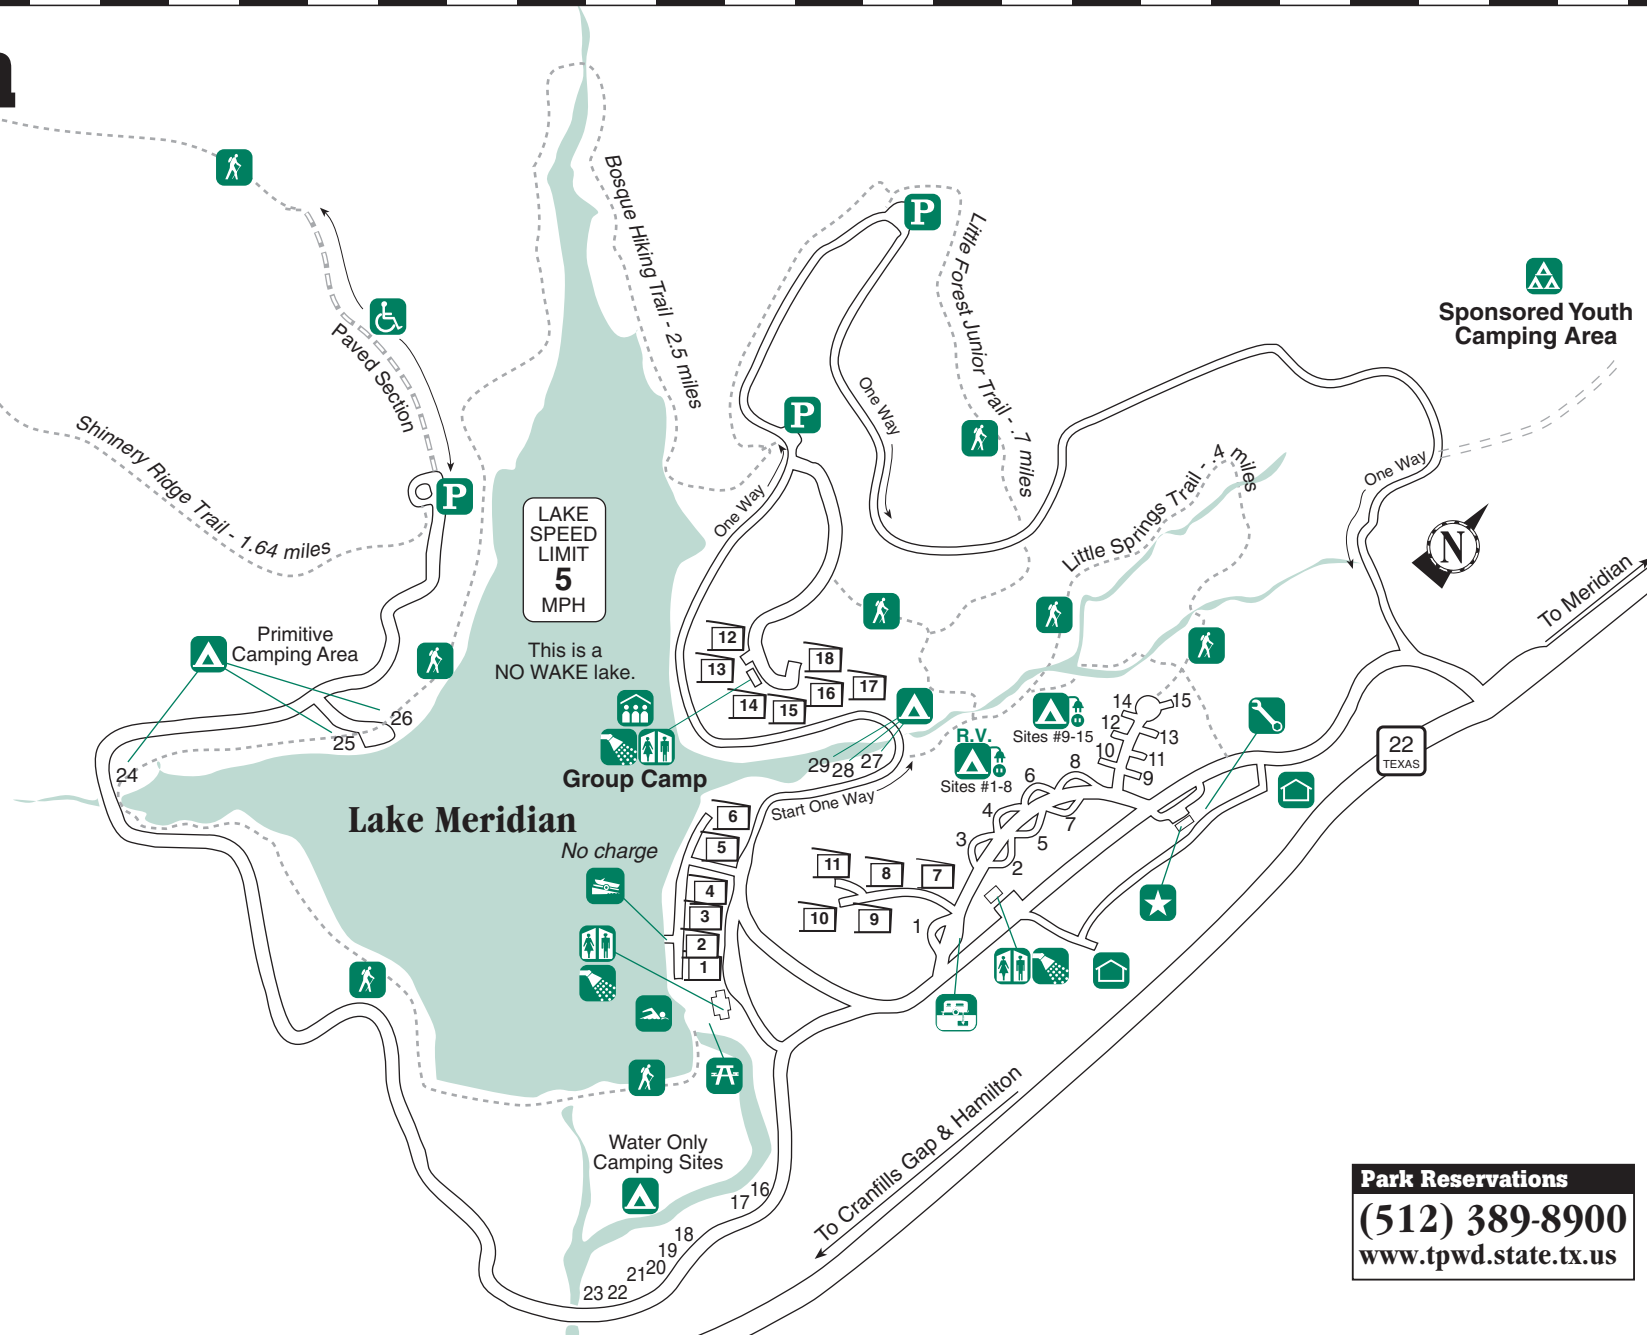 n
Bosque Hiking Trail - 2.5 miles
P
Little Forest Junior Trail - .7 miles
Sponsored Youth
Camping Area
Paved Section
One Way
P
Shinnery Ridge Trail - 1.64 miles
P
One Way
One Way
Little Springs Trail - .4 miles
LAKE
SPEED
LIMIT
5
MPH
N
To Meridian
This is a
NO WAKE lake.
Primitive
Camping Area
12
13
14
15
16
17
18
26
25
24
Group Camp
29
28
27
R.V.
Sites #1-8
Sites #9-15
14
15
12
13
10
11
9
8
6
7
4
5
3
2
1
22
TEXAS
Start One Way
Lake Meridian
No charge
6
5
4
3
2
1
11
8
7
10
9
To Cranfills Gap & Hamilton
Water Only
Camping Sites
16
17
18
19
20
21
22
23
Park Reservations
(512) 389-8900
www.tpwd.state.tx.us